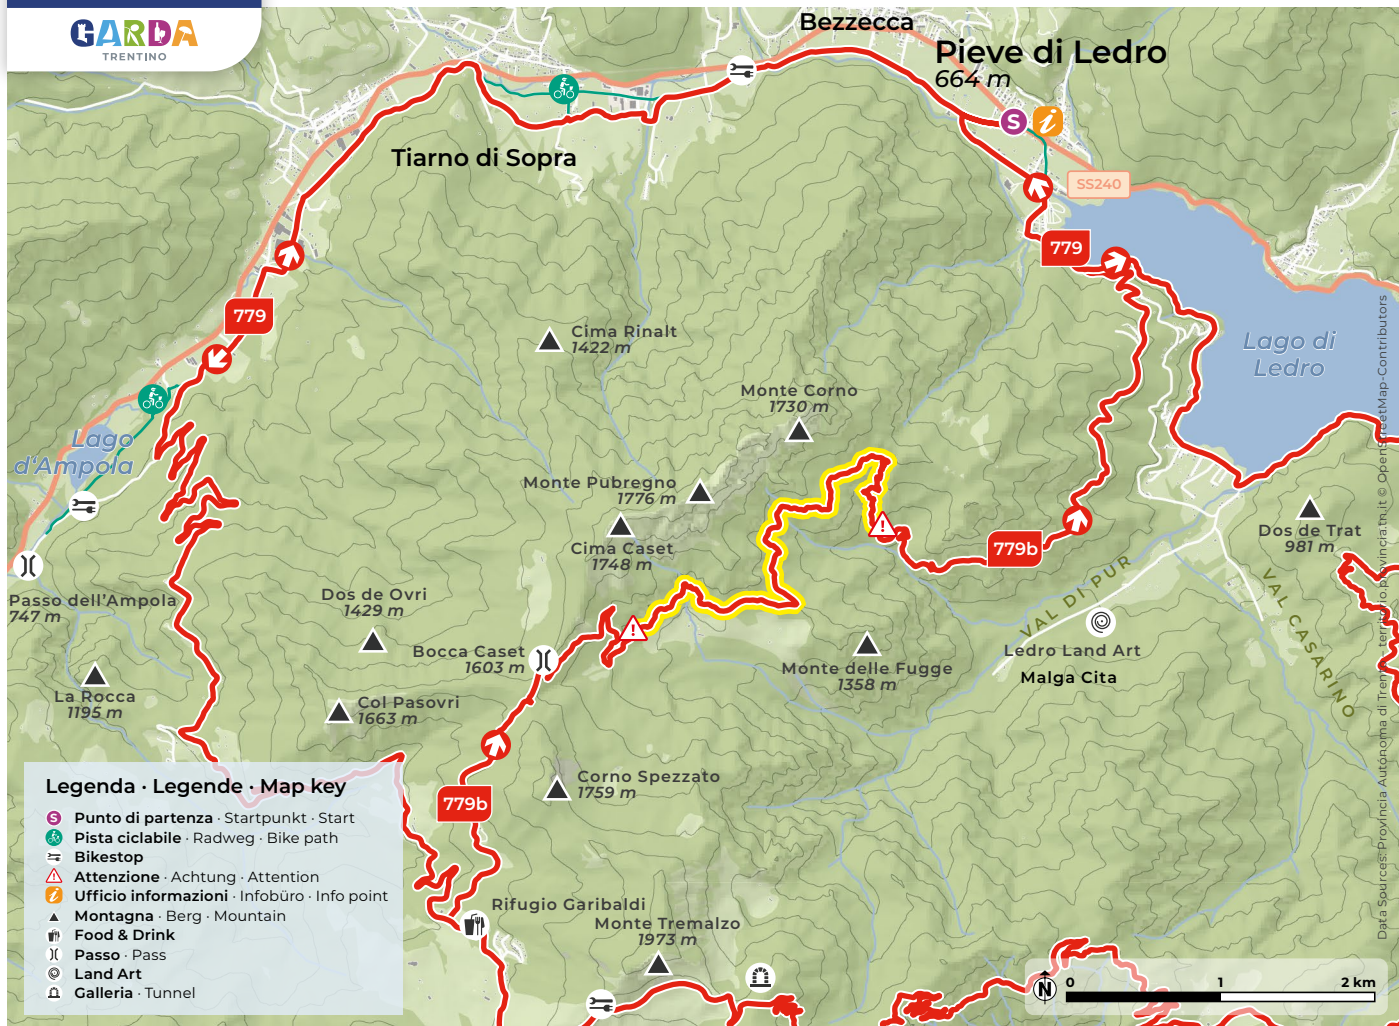 GARDA
TRENTINO
Bezzecca
Pieve di Ledro
664 m
S
i
Tiarno di Sopra
SS240
779
779
Cima Rinalt
1422 m
Lago di
Ledro
Monte Corno
1730 m
Lago
d'Ampola
Monte Pubregno
1776 m
Cima Caset
1748 m
Dos de Trat
981 m
779b
Passo dell'Ampola
747 m
Dos de Ovri
1429 m
VAL DI PUR
VAL CASARINO
Bocca Caset
1603 m
Ledro Land Art
Malga Cita
Monte delle Fugge
1358 m
La Rocca
1195 m
Col Pasovri
1663 m
Corno Spezzato
1759 m
779b
Legenda · Legende · Map key
S Punto di partenza · Startpunkt · Start
Pista ciclabile · Radweg · Bike path
Bikestop
! Attenzione · Achtung · Attention
i Ufficio informazioni · Infobüro · Info point
Montagna · Berg · Mountain
Food & Drink
Passo · Pass
Land Art
Galleria · Tunnel
Rifugio Garibaldi
Monte Tremalzo
1973 m
N
0 1 2 km
Data Sources: Provincia Autonoma di Trento - territorio.provincia.tn.it © OpenStreetMap-Contributors